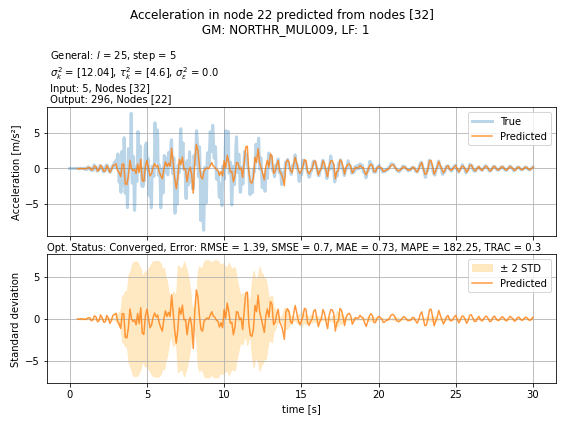 Acceleration in node 22 predicted from nodes [32]
GM: NORTHR_MUL009, LF: 1
General: l = 25, step = 5
σ²ₖ = [12.04], τ²ₖ = [4.6], σ²ε = 0.0
Input: 5, Nodes [32]
Output: 296, Nodes [22]
Acceleration [m/s²]
5
0
−5
True
Predicted
Opt. Status: Converged, Error: RMSE = 1.39, SMSE = 0.7, MAE = 0.73, MAPE = 182.25, TRAC = 0.3
Standard deviation
5
0
−5
± 2 STD
Predicted
0 5 10 15 20 25 30
time [s]